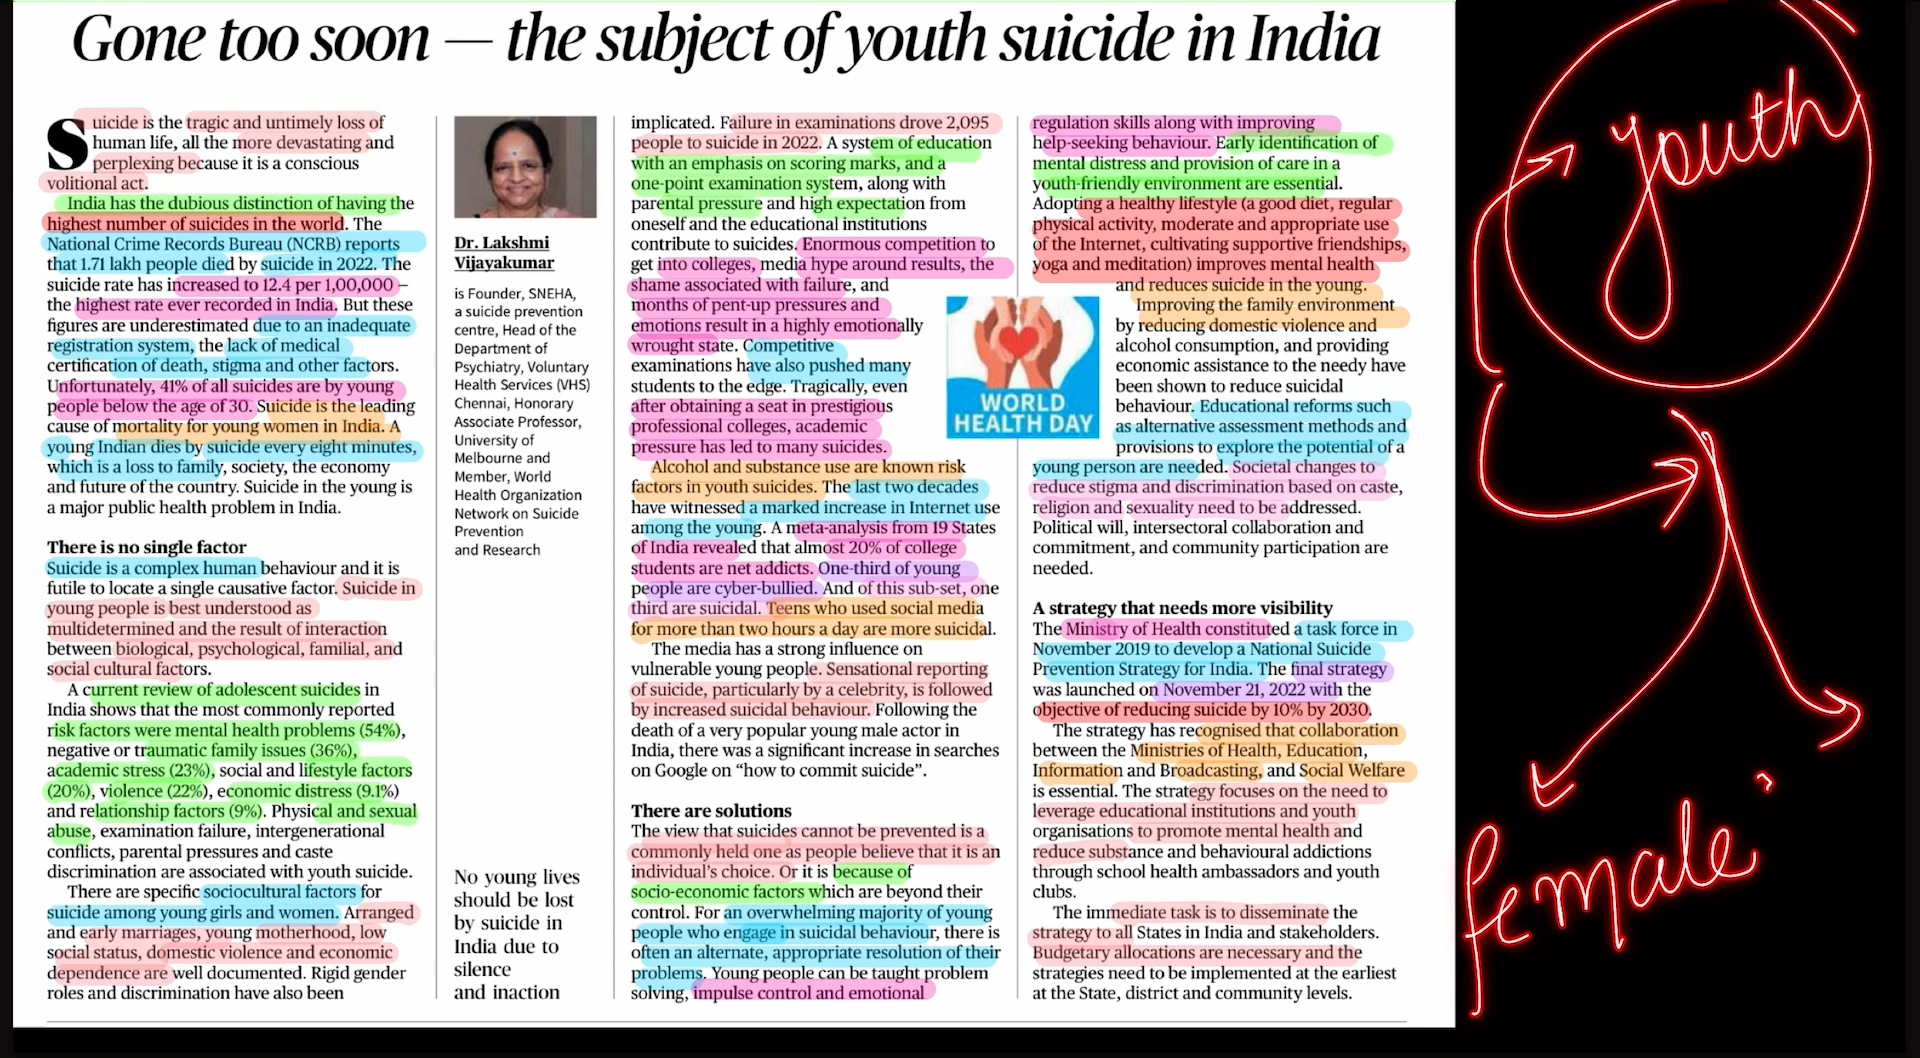 Gone too soon — the subject of youth suicide in India
Suicide is the tragic and untimely loss of
human life, all the more devastating and
perplexing because it is a conscious
volitional act.
India has the dubious distinction of having the
highest number of suicides in the world. The
National Crime Records Bureau (NCRB) reports
that 1.71 lakh people died by suicide in 2022. The
suicide rate has increased to 12.4 per 1,00,000 —
the highest rate ever recorded in India. But these
figures are underestimated due to an inadequate
registration system, the lack of medical
certification of death, stigma and other factors.
Unfortunately, 41% of all suicides are by young
people below the age of 30. Suicide is the leading
cause of mortality for young women in India. A
young Indian dies by suicide every eight minutes,
which is a loss to family, society, the economy
and future of the country. Suicide in the young is
a major public health problem in India.
There is no single factor
Suicide is a complex human behaviour and it is
futile to locate a single causative factor. Suicide in
young people is best understood as
multidetermined and the result of interaction
between biological, psychological, familial, and
social cultural factors.
A current review of adolescent suicides in
India shows that the most commonly reported
risk factors were mental health problems (54%),
negative or traumatic family issues (36%),
academic stress (23%), social and lifestyle factors
(20%), violence (22%), economic distress (9.1%)
and relationship factors (9%). Physical and sexual
abuse, examination failure, intergenerational
conflicts, parental pressures and caste
discrimination are associated with youth suicide.
There are specific sociocultural factors for
suicide among young girls and women. Arranged
and early marriages, young motherhood, low
social status, domestic violence and economic
dependence are well documented. Rigid gender
roles and discrimination have also been
Dr. Lakshmi
Vijayakumar
is Founder, SNEHA,
a suicide prevention
centre, Head of the
Department of
Psychiatry, Voluntary
Health Services (VHS)
Chennai, Honorary
Associate Professor,
University of
Melbourne and
Member, World
Health Organization
Network on Suicide
Prevention
and Research
No young lives
should be lost
by suicide in
India due to
silence
and inaction
implicated. Failure in examinations drove 2,095
people to suicide in 2022. A system of education
with an emphasis on scoring marks, and a
one-point examination system, along with
parental pressure and high expectation from
oneself and the educational institutions
contribute to suicides. Enormous competition to
get into colleges, media hype around results, the
shame associated with failure, and
months of pent-up pressures and
emotions result in a highly emotionally
wrought state. Competitive
examinations have also pushed many
students to the edge. Tragically, even
after obtaining a seat in prestigious
professional colleges, academic
pressure has led to many suicides.
Alcohol and substance use are known risk
factors in youth suicides. The last two decades
have witnessed a marked increase in Internet use
among the young. A meta-analysis from 19 States
of India revealed that almost 20% of college
students are net addicts. One-third of young
people are cyber-bullied. And of this sub-set, one
third are suicidal. Teens who used social media
for more than two hours a day are more suicidal.
The media has a strong influence on
vulnerable young people. Sensational reporting
of suicide, particularly by a celebrity, is followed
by increased suicidal behaviour. Following the
death of a very popular young male actor in
India, there was a significant increase in searches
on Google on “how to commit suicide”.
There are solutions
The view that suicides cannot be prevented is a
commonly held one as people believe that it is an
individual’s choice. Or it is because of
socio-economic factors which are beyond their
control. For an overwhelming majority of young
people who engage in suicidal behaviour, there is
often an alternate, appropriate resolution of their
problems. Young people can be taught problem
solving, impulse control and emotional
WORLD
HEALTH DAY
regulation skills along with improving
help-seeking behaviour. Early identification of
mental distress and provision of care in a
youth-friendly environment are essential.
Adopting a healthy lifestyle (a good diet, regular
physical activity, moderate and appropriate use
of the Internet, cultivating supportive friendships,
yoga and meditation) improves mental health
and reduces suicide in the young.
Improving the family environment
by reducing domestic violence and
alcohol consumption, and providing
economic assistance to the needy have
been shown to reduce suicidal
behaviour. Educational reforms such
as alternative assessment methods and
provisions to explore the potential of a
young person are needed. Societal changes to
reduce stigma and discrimination based on caste,
religion and sexuality need to be addressed.
Political will, intersectoral collaboration and
commitment, and community participation are
needed.
A strategy that needs more visibility
The Ministry of Health constituted a task force in
November 2019 to develop a National Suicide
Prevention Strategy for India. The final strategy
was launched on November 21, 2022 with the
objective of reducing suicide by 10% by 2030.
The strategy has recognised that collaboration
between the Ministries of Health, Education,
Information and Broadcasting, and Social Welfare
is essential. The strategy focuses on the need to
leverage educational institutions and youth
organisations to promote mental health and
reduce substance and behavioural addictions
through school health ambassadors and youth
clubs.
The immediate task is to disseminate the
strategy to all States in India and stakeholders.
Budgetary allocations are necessary and the
strategies need to be implemented at the earliest
at the State, district and community levels.
Youth
female